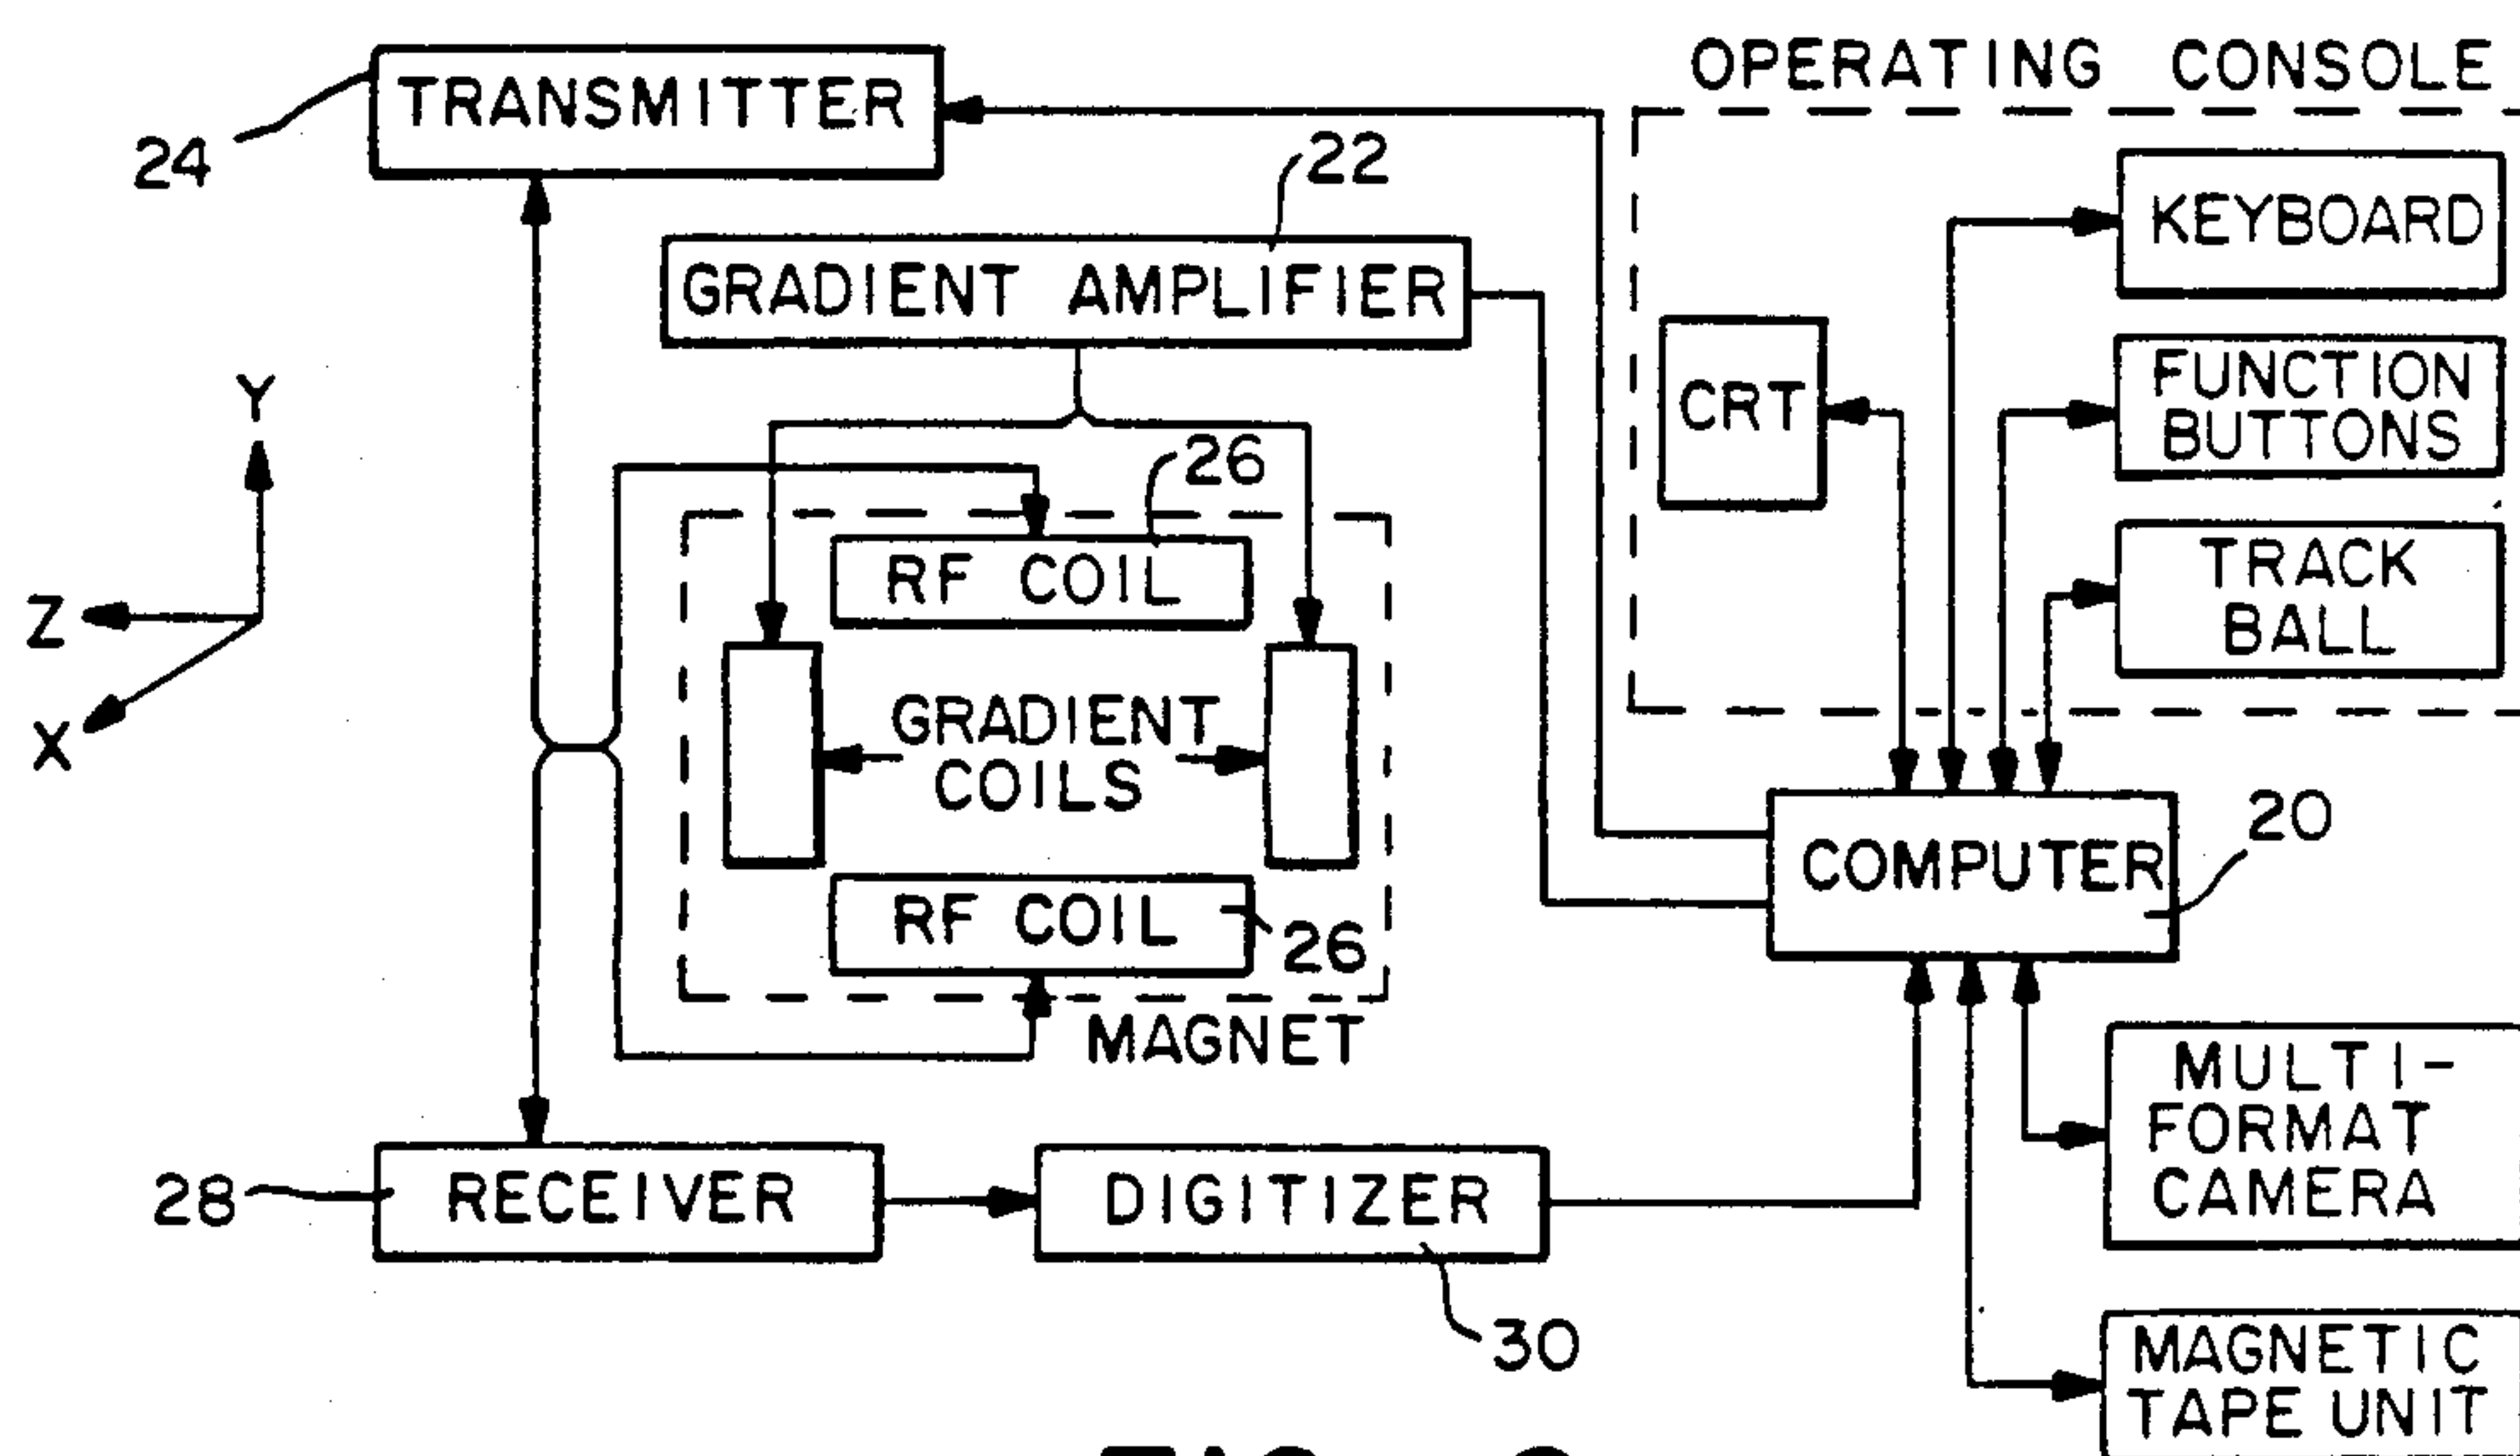 OPERATING CONSOLE
TRANSMITTER
24
22
KEYBOARD
GRADIENT AMPLIFIER
CRT
FUNCTION
BUTTONS
Y
26
RF COIL
TRACK
BALL
Z
X
GRADIENT
COILS
20
COMPUTER
RF COIL
26
MAGNET
MULTI-
FORMAT
CAMERA
28
RECEIVER
DIGITIZER
30
MAGNETIC
TAPE UNIT